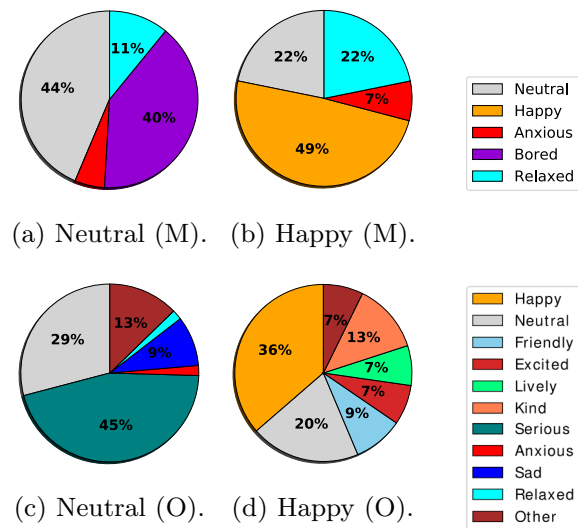 11%
44%
40%
22%
22%
7%
49%
Neutral
Happy
Anxious
Bored
Relaxed
(a) Neutral (M).
(b) Happy (M).
13%
29%
9%
45%
7%
13%
36%
7%
7%
9%
20%
Happy
Neutral
Friendly
Excited
Lively
Kind
Serious
Anxious
Sad
Relaxed
Other
(c) Neutral (O).
(d) Happy (O).